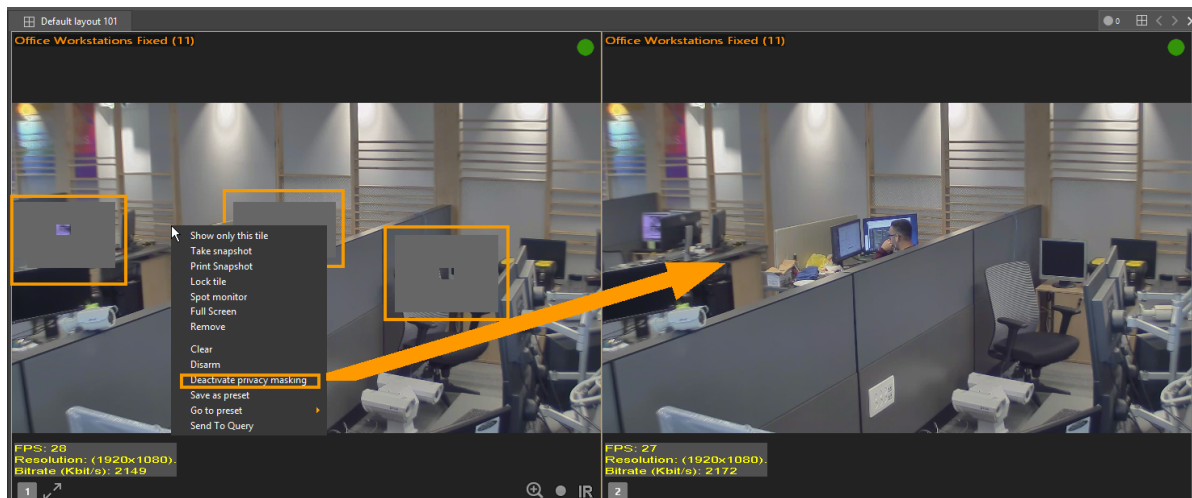 Default layout 101
0
Office Workstations Fixed (11)
Office Workstations Fixed (11)
Show only this tile
Take snapshot
Print Snapshot
Lock tile
Spot monitor
Full Screen
Remove
Clear
Disarm
Deactivate privacy masking
Save as preset
Go to preset
Send To Query
FPS: 28
Resolution: (1920x1080).
Bitrate (Kbit/s): 2149
FPS: 27
Resolution: (1920x1080).
Bitrate (Kbit/s): 2172
1
IR
2